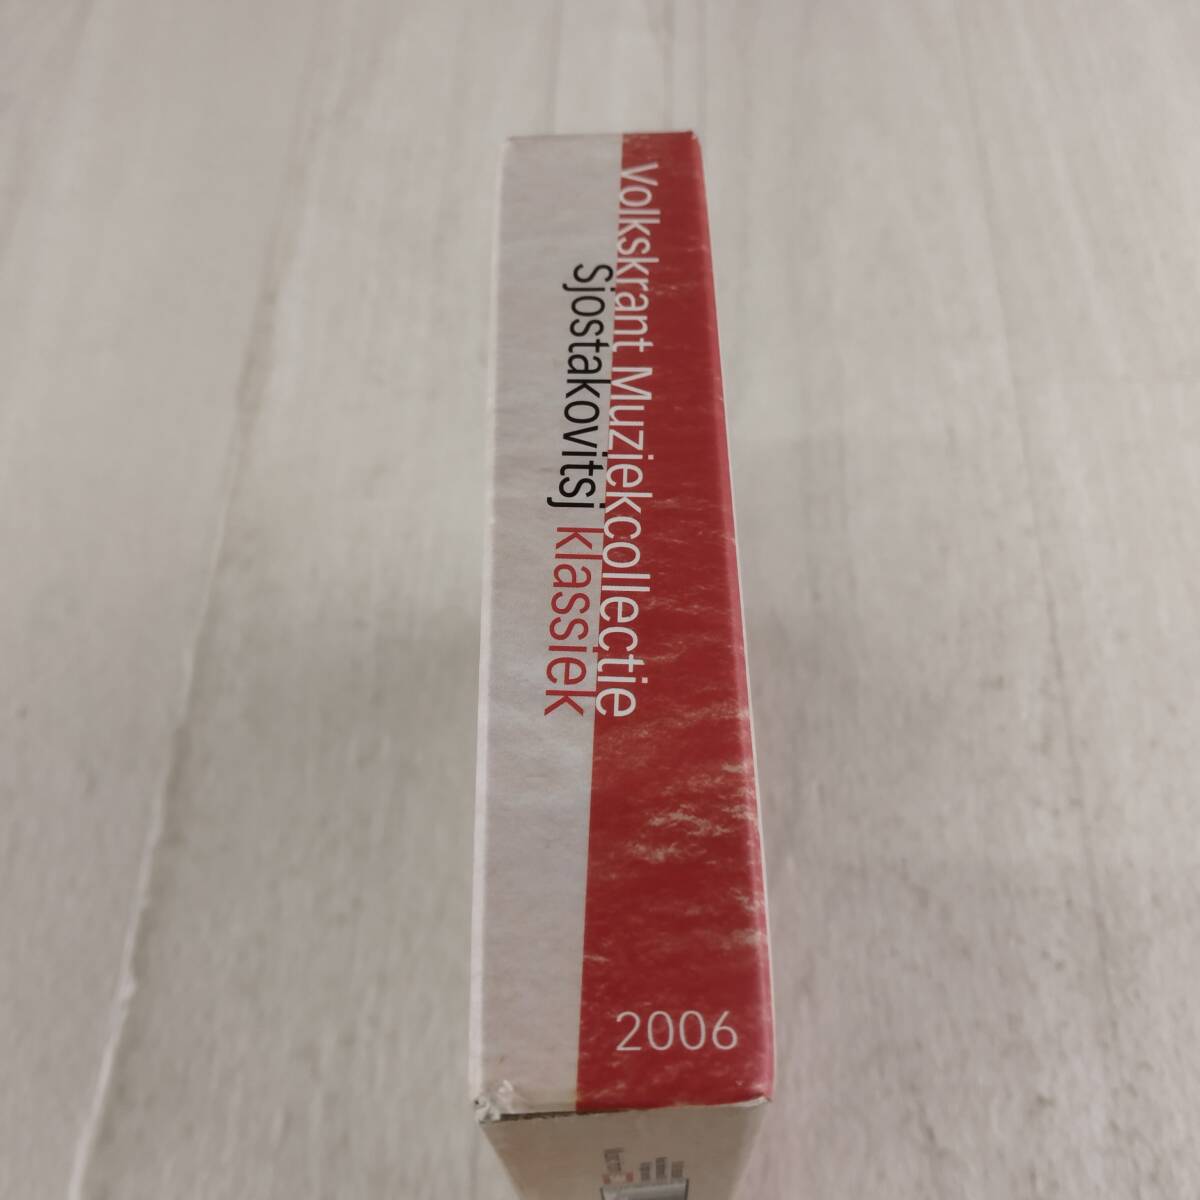 Volkskrant Muziekcollectie
Sjostakovitsj klassiek
2006